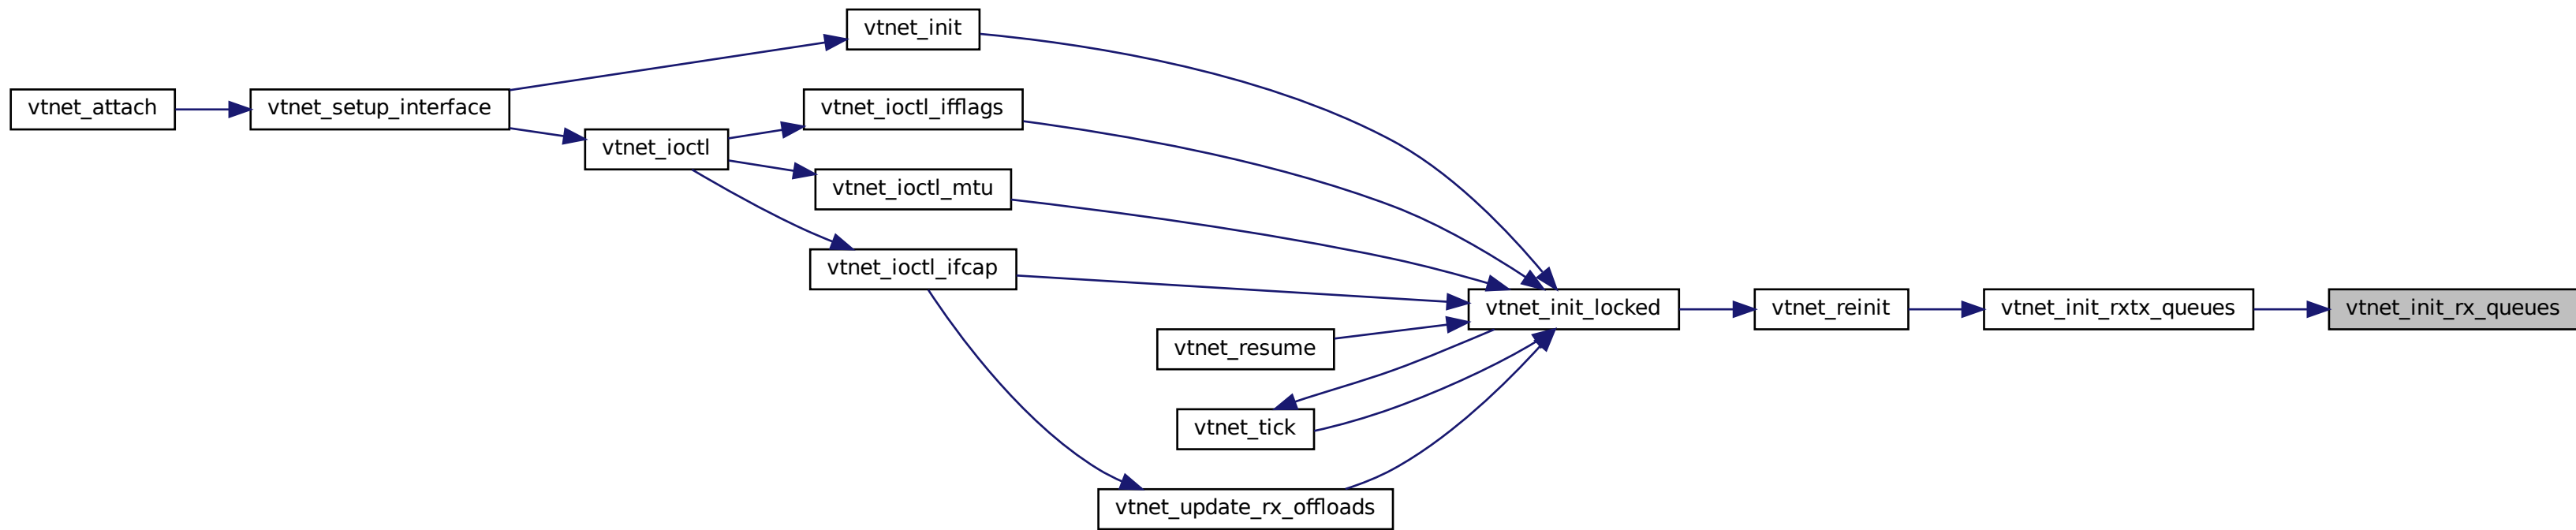 vtnet_init
vtnet_attach
vtnet_setup_interface
vtnet_ioctl_ifflags
vtnet_ioctl
vtnet_ioctl_mtu
vtnet_ioctl_ifcap
vtnet_init_locked
vtnet_reinit
vtnet_init_rxtx_queues
vtnet_init_rx_queues
vtnet_resume
vtnet_tick
vtnet_update_rx_offloads